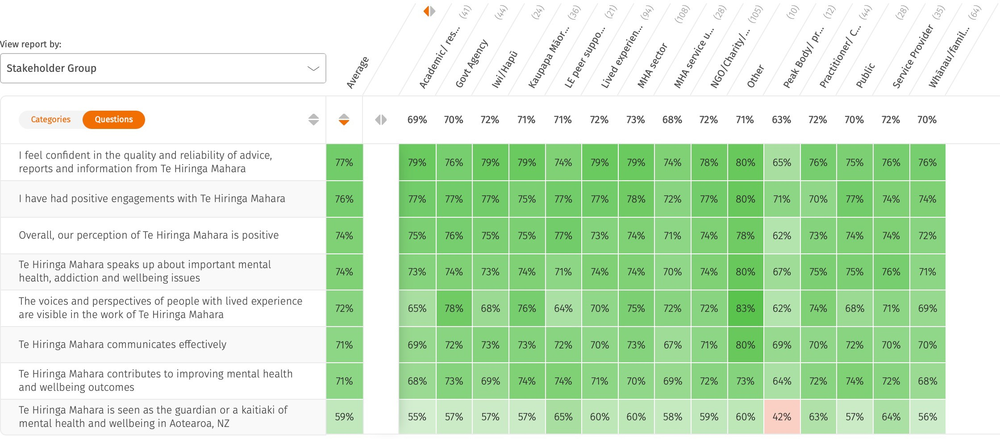 View report by:
Stakeholder Group
Average
Academic/ res... (41)
Govt Agency (44)
Iwi/Hapū (24)
Kaupapa Māor... (36)
LE peer suppo... (21)
Lived experien... (94)
MHA sector (108)
MHA service u... (28)
NGO/Charity/... (105)
Other (10)
Peak Body/ pr... (12)
Practitioner/ C... (44)
Public (28)
Service Provider (35)
Whānau/famil... (64)
Categories Questions 69% 70% 72% 71% 71% 72% 73% 68% 72% 71% 63% 72% 70% 72% 70%
I feel confident in the quality and reliability of advice,
reports and information from Te Hiringa Mahara
77% 79% 76% 79% 79% 74% 79% 79% 74% 78% 80% 65% 76% 75% 76% 76%
I have had positive engagements with Te Hiringa Mahara
76% 77% 77% 77% 75% 77% 77% 78% 72% 77% 80% 71% 70% 77% 74% 74%
Overall, our perception of Te Hiringa Mahara is positive
74% 75% 76% 75% 75% 77% 73% 74% 71% 74% 78% 62% 73% 74% 74% 72%
Te Hiringa Mahara speaks up about important mental
health, addiction and wellbeing issues
74% 73% 74% 73% 74% 71% 74% 74% 70% 74% 80% 67% 75% 75% 76% 71%
The voices and perspectives of people with lived experience
are visible in the work of Te Hiringa Mahara
72% 65% 78% 68% 76% 64% 70% 75% 72% 72% 83% 62% 74% 68% 71% 69%
Te Hiringa Mahara communicates effectively
71% 69% 72% 73% 73% 72% 70% 73% 67% 71% 80% 69% 70% 72% 70% 70%
Te Hiringa Mahara contributes to improving mental health
and wellbeing outcomes
71% 68% 73% 69% 74% 74% 71% 70% 69% 72% 73% 64% 72% 74% 72% 68%
Te Hiringa Mahara is seen as the guardian or a kaitiaki of
mental health and wellbeing in Aotearoa, NZ
59% 55% 57% 57% 57% 65% 60% 60% 58% 59% 60% 42% 63% 57% 64% 56%